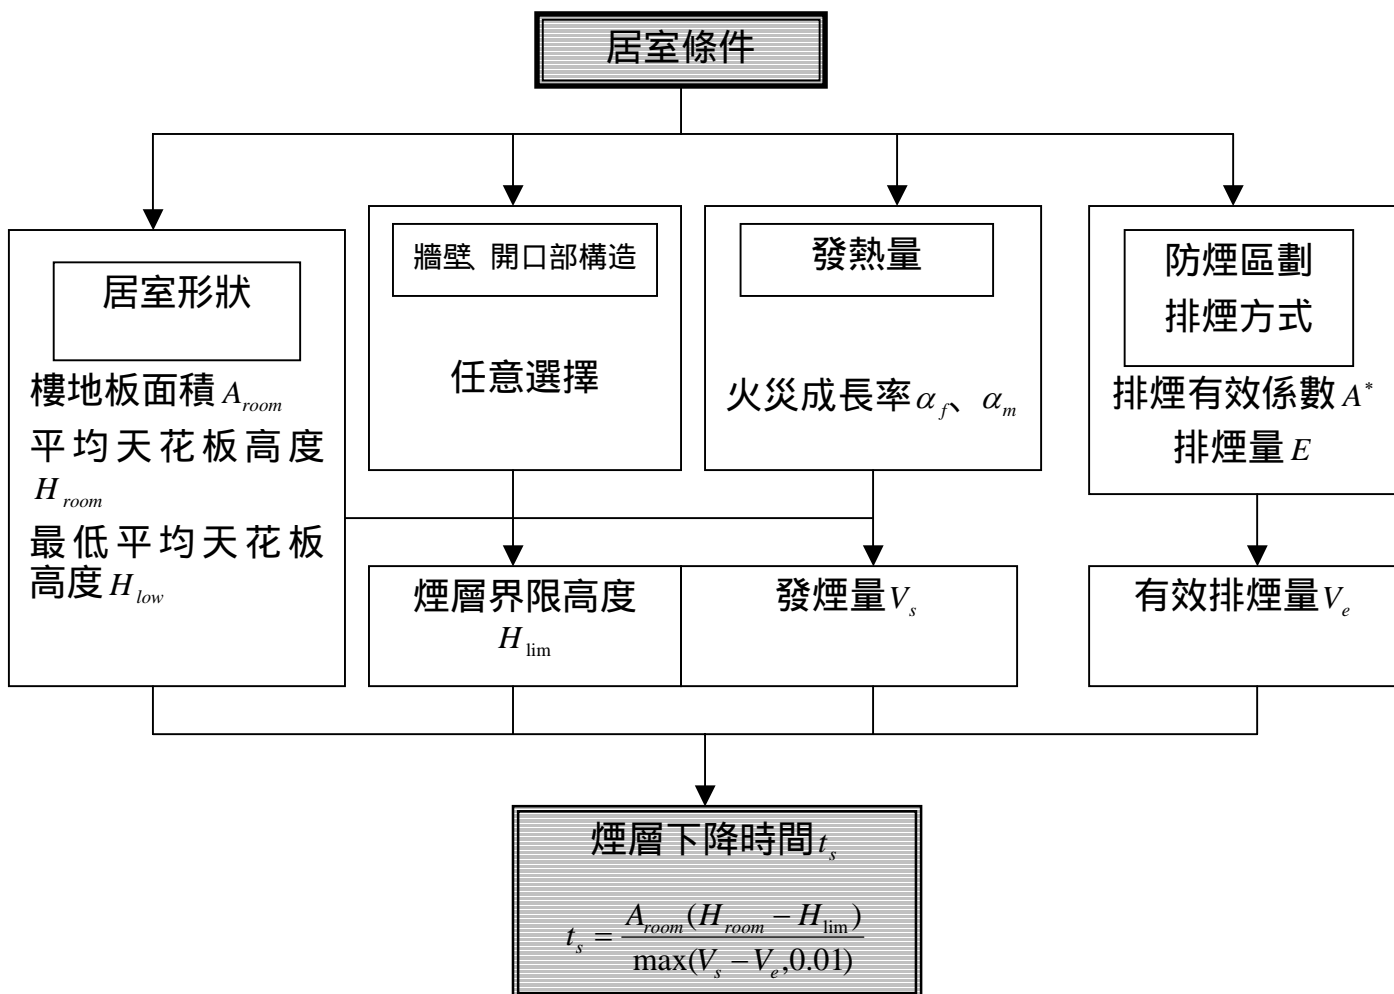 居室條件
居室形狀
樓地板面積 A_room
平均天花板高度
H_room
最低平均天花板
高度 H_low
牆壁、開口部構造
任意選擇
發熱量
火災成長率 α_f、α_m
防煙區劃
排煙方式
排煙有效係數 A*
排煙量 E
煙層界限高度
H_lim
發煙量 V_s
有效排煙量 V_e
煙層下降時間 t_s
t_s = A_room(H_room − H_lim) / max(V_s − V_e, 0.01)